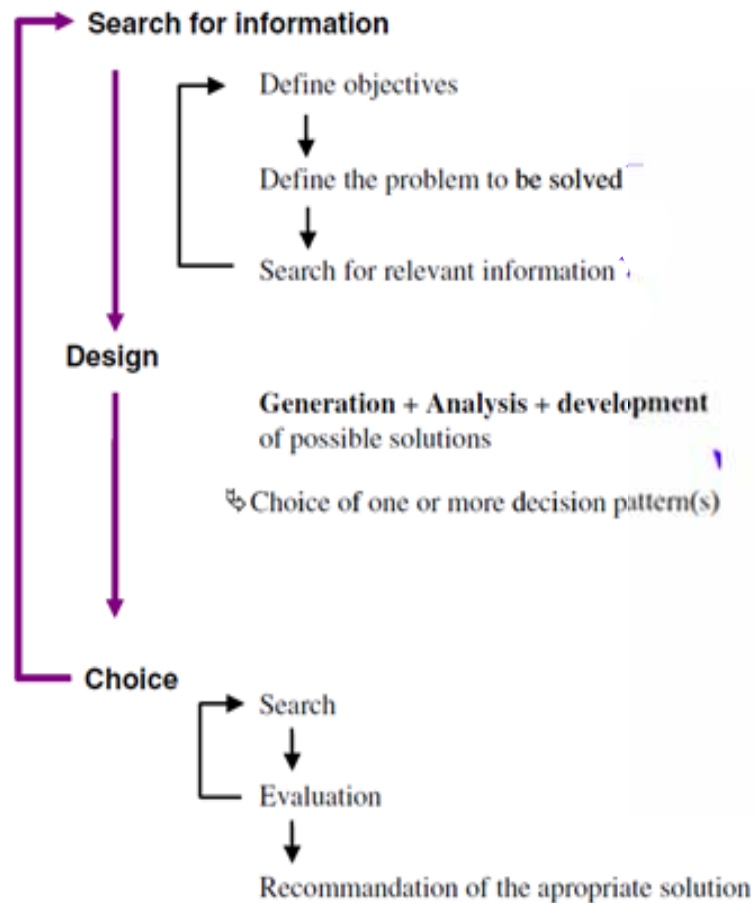 Search for information
Define objectives
Define the problem to be solved
Search for relevant information
Design
Generation + Analysis + development
of possible solutions
Choice of one or more decision pattern(s)
Choice
Search
Evaluation
Recommandation of the apropriate solution